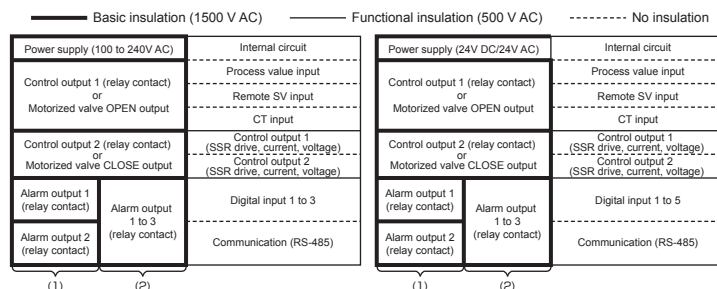 Basic insulation (1500 V AC)
Functional insulation (500 V AC)
No insulation
Power supply (100 to 240V AC)
Internal circuit
Control output 1 (relay contact)
or
Motorized valve OPEN output
Process value input
Remote SV input
CT input
Control output 2 (relay contact)
or
Motorized valve CLOSE output
Control output 1
(SSR drive, current, voltage)
Control output 2
(SSR drive, current, voltage)
Alarm output 1
(relay contact)
Alarm output 2
(relay contact)
Alarm output
1 to 3
(relay contact)
Digital input 1 to 3
Communication (RS-485)
(1)
(2)
Power supply (24V DC/24V AC)
Internal circuit
Control output 1 (relay contact)
or
Motorized valve OPEN output
Process value input
Remote SV input
CT input
Control output 2 (relay contact)
or
Motorized valve CLOSE output
Control output 1
(SSR drive, current, voltage)
Control output 2
(SSR drive, current, voltage)
Alarm output 1
(relay contact)
Alarm output 2
(relay contact)
Alarm output
1 to 3
(relay contact)
Digital input 1 to 5
Communication (RS-485)
(1)
(2)